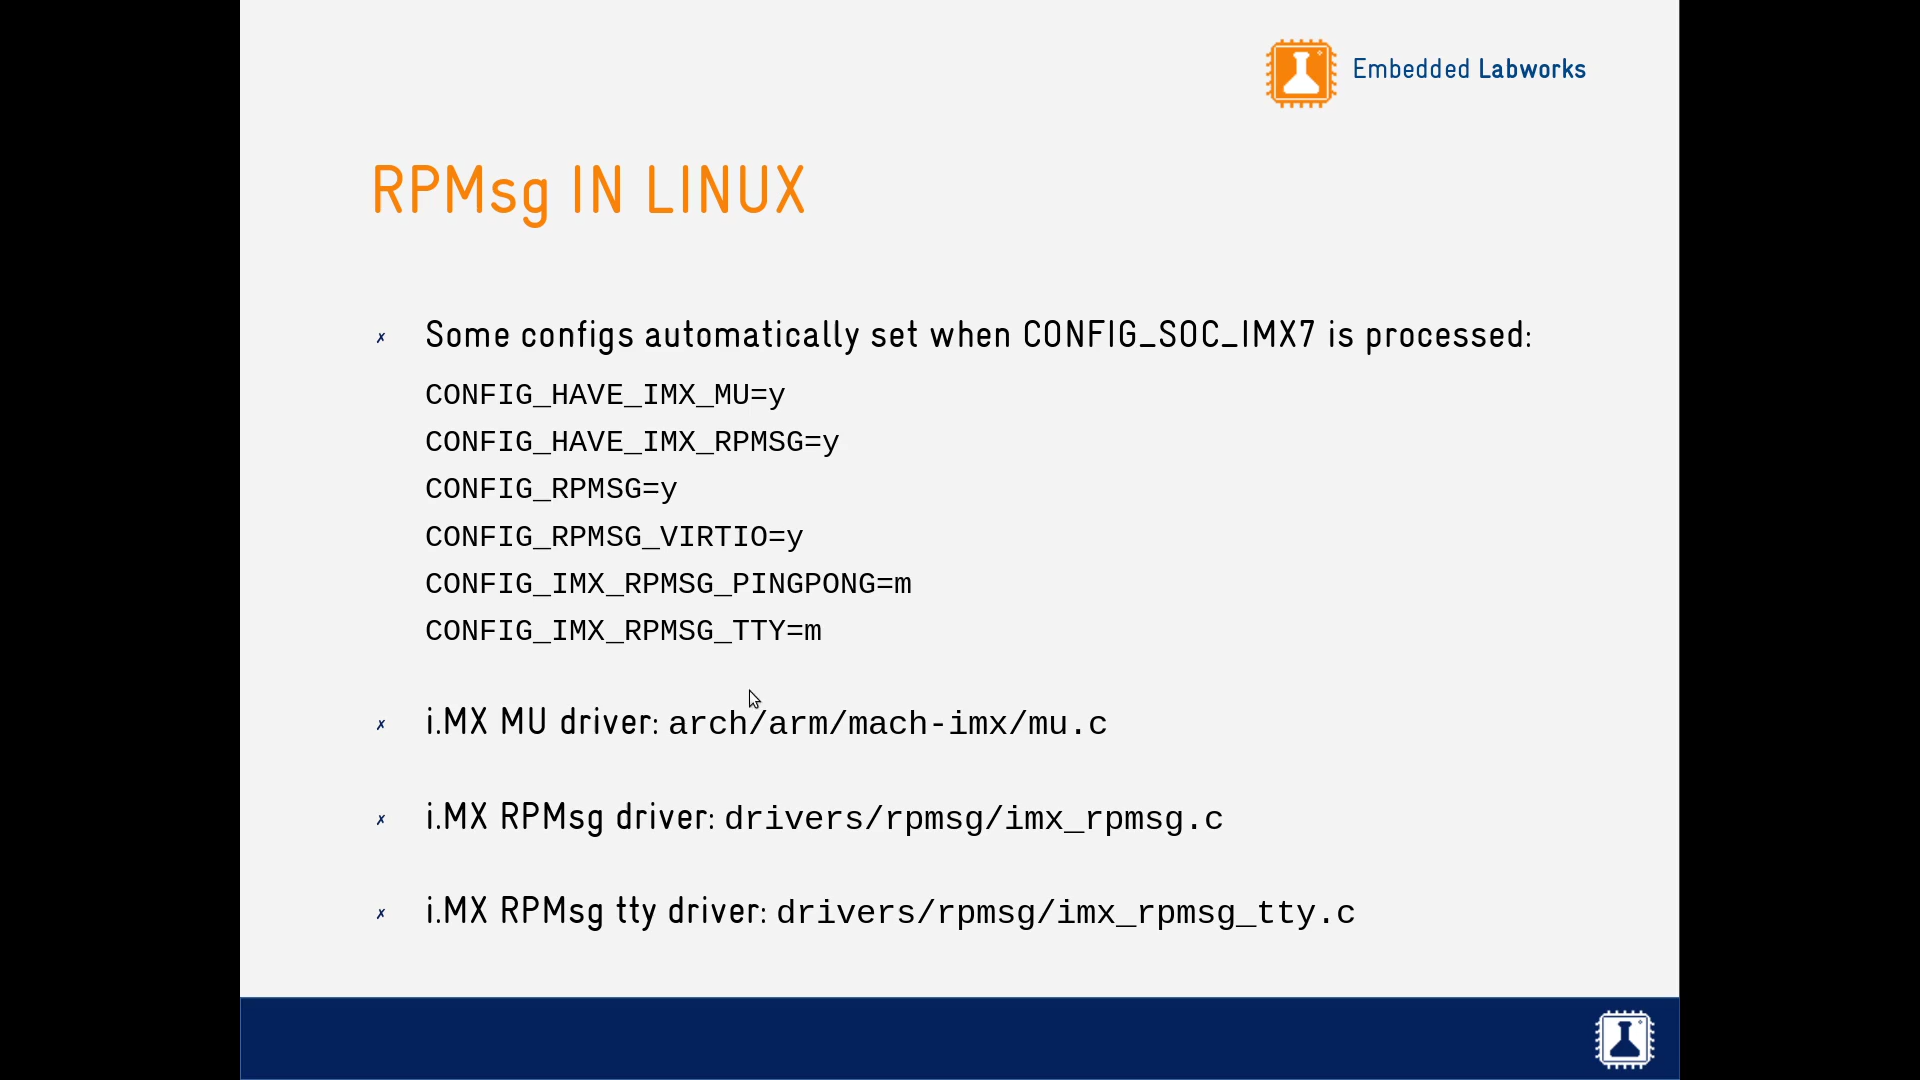 Embedded Labworks
RPMsg IN LINUX
✗ Some configs automatically set when CONFIG_SOC_IMX7 is processed:
CONFIG_HAVE_IMX_MU=y
CONFIG_HAVE_IMX_RPMSG=y
CONFIG_RPMSG=y
CONFIG_RPMSG_VIRTIO=y
CONFIG_IMX_RPMSG_PINGPONG=m
CONFIG_IMX_RPMSG_TTY=m
✗ i.MX MU driver: arch/arm/mach-imx/mu.c
✗ i.MX RPMsg driver: drivers/rpmsg/imx_rpmsg.c
✗ i.MX RPMsg tty driver: drivers/rpmsg/imx_rpmsg_tty.c